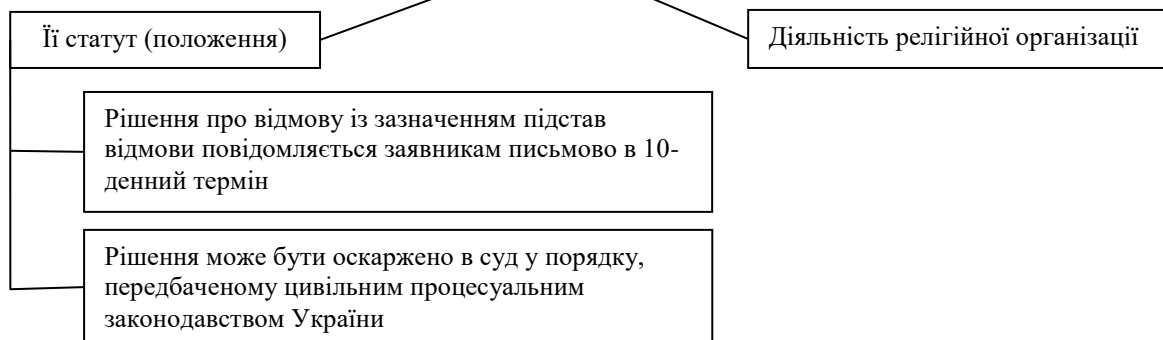 Її статут (положення)
Діяльність релігійної організації
Рішення про відмову із зазначенням підстав
відмови повідомляється заявникам письмово в 10-
денний термін
Рішення може бути оскаржено в суд у порядку,
передбаченому цивільним процесуальним
законодавством України